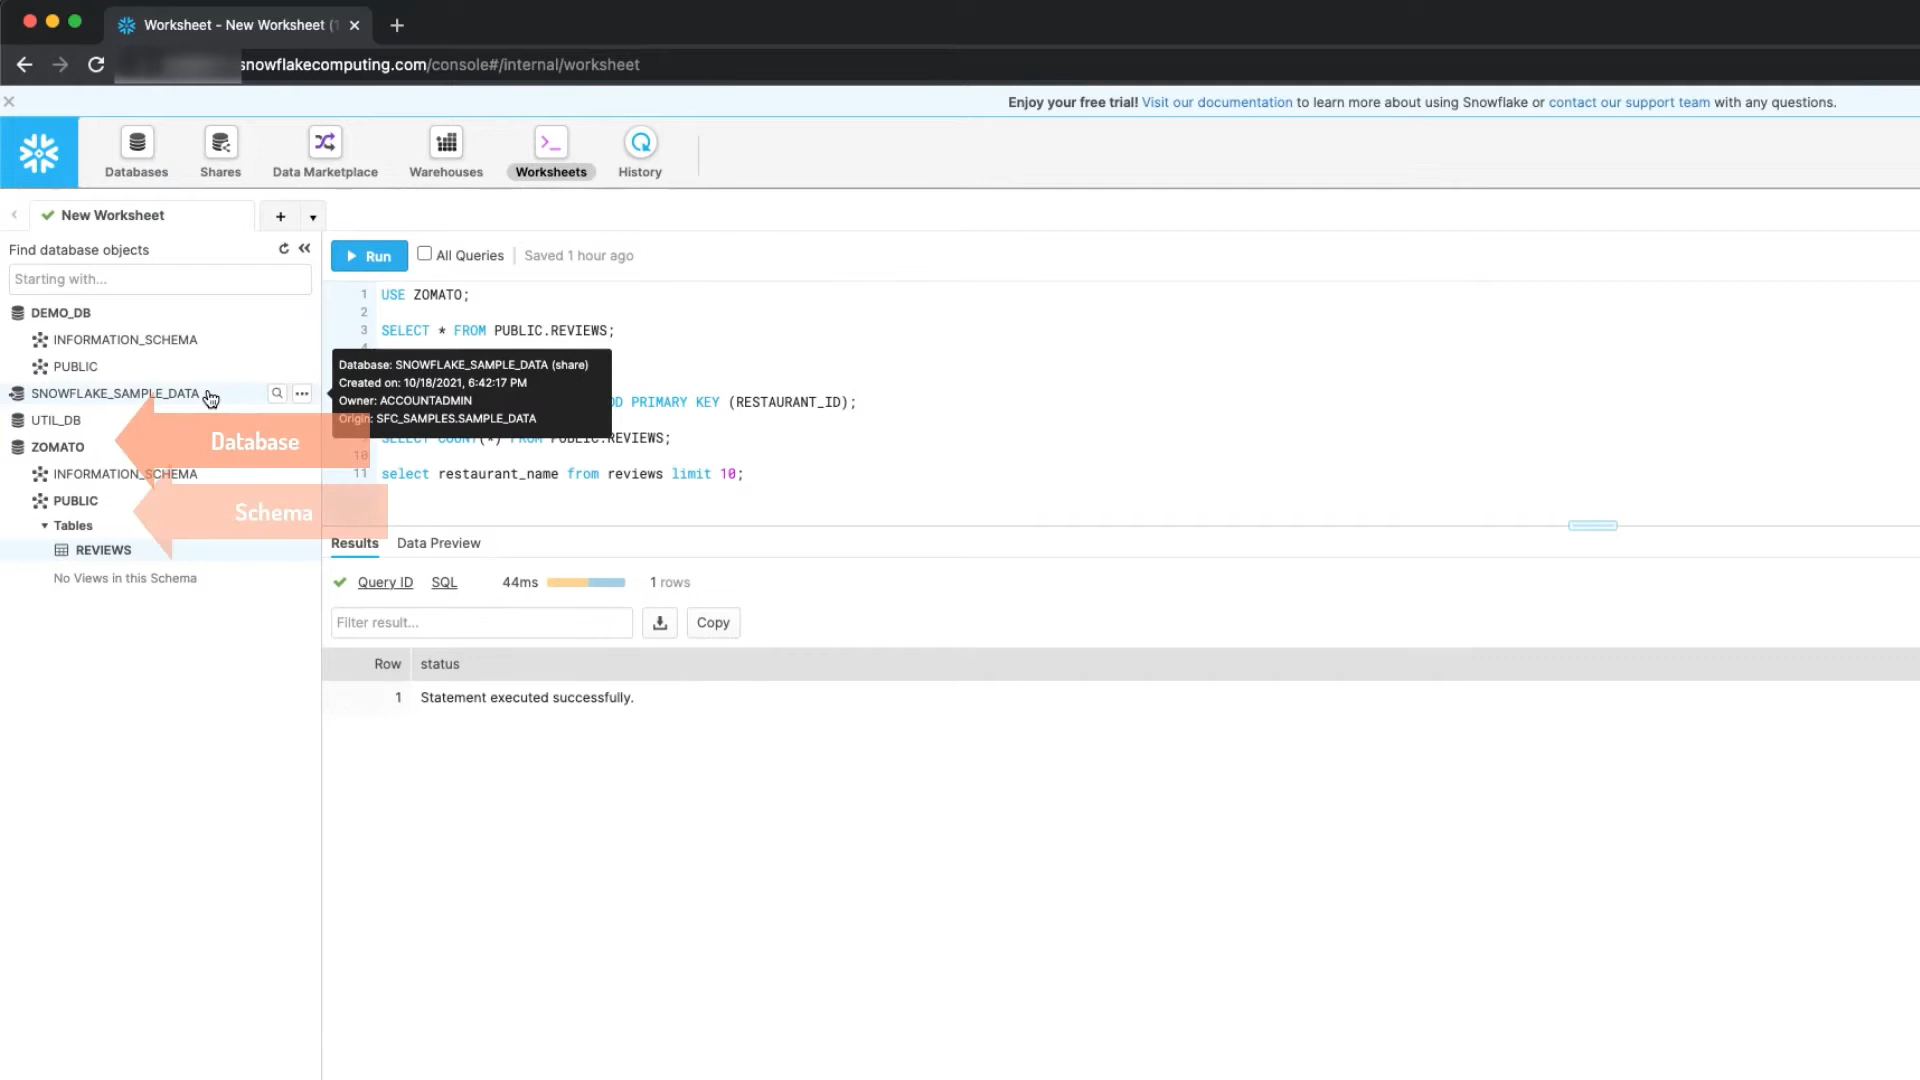 Worksheet - New Worksheet (1
snowflakecomputing.com/console#/internal/worksheet
Enjoy your free trial! Visit our documentation to learn more about using Snowflake or contact our support team with any questions.
Databases
Shares
Data Marketplace
Warehouses
Worksheets
History
New Worksheet
Find database objects
Starting with...
DEMO_DB
INFORMATION_SCHEMA
PUBLIC
SNOWFLAKE_SAMPLE_DATA
UTIL_DB
ZOMATO
INFORMATION_SCHEMA
PUBLIC
Tables
REVIEWS
No Views in this Schema
Database
Schema
Run
All Queries
Saved 1 hour ago
1 USE ZOMATO;
2
3 SELECT * FROM PUBLIC.REVIEWS;
Database: SNOWFLAKE_SAMPLE_DATA (share)
Created on: 10/18/2021, 6:42:17 PM
Owner: ACCOUNTADMIN
Origin: SFC_SAMPLES.SAMPLE_DATA
PRIMARY KEY (RESTAURANT_ID);
SELECT COUNT(*) FROM PUBLIC.REVIEWS;
10
11 select restaurant_name from reviews limit 10;
Results
Data Preview
Query ID
SQL
44ms
1 rows
Filter result...
Copy
Row status
1 Statement executed successfully.